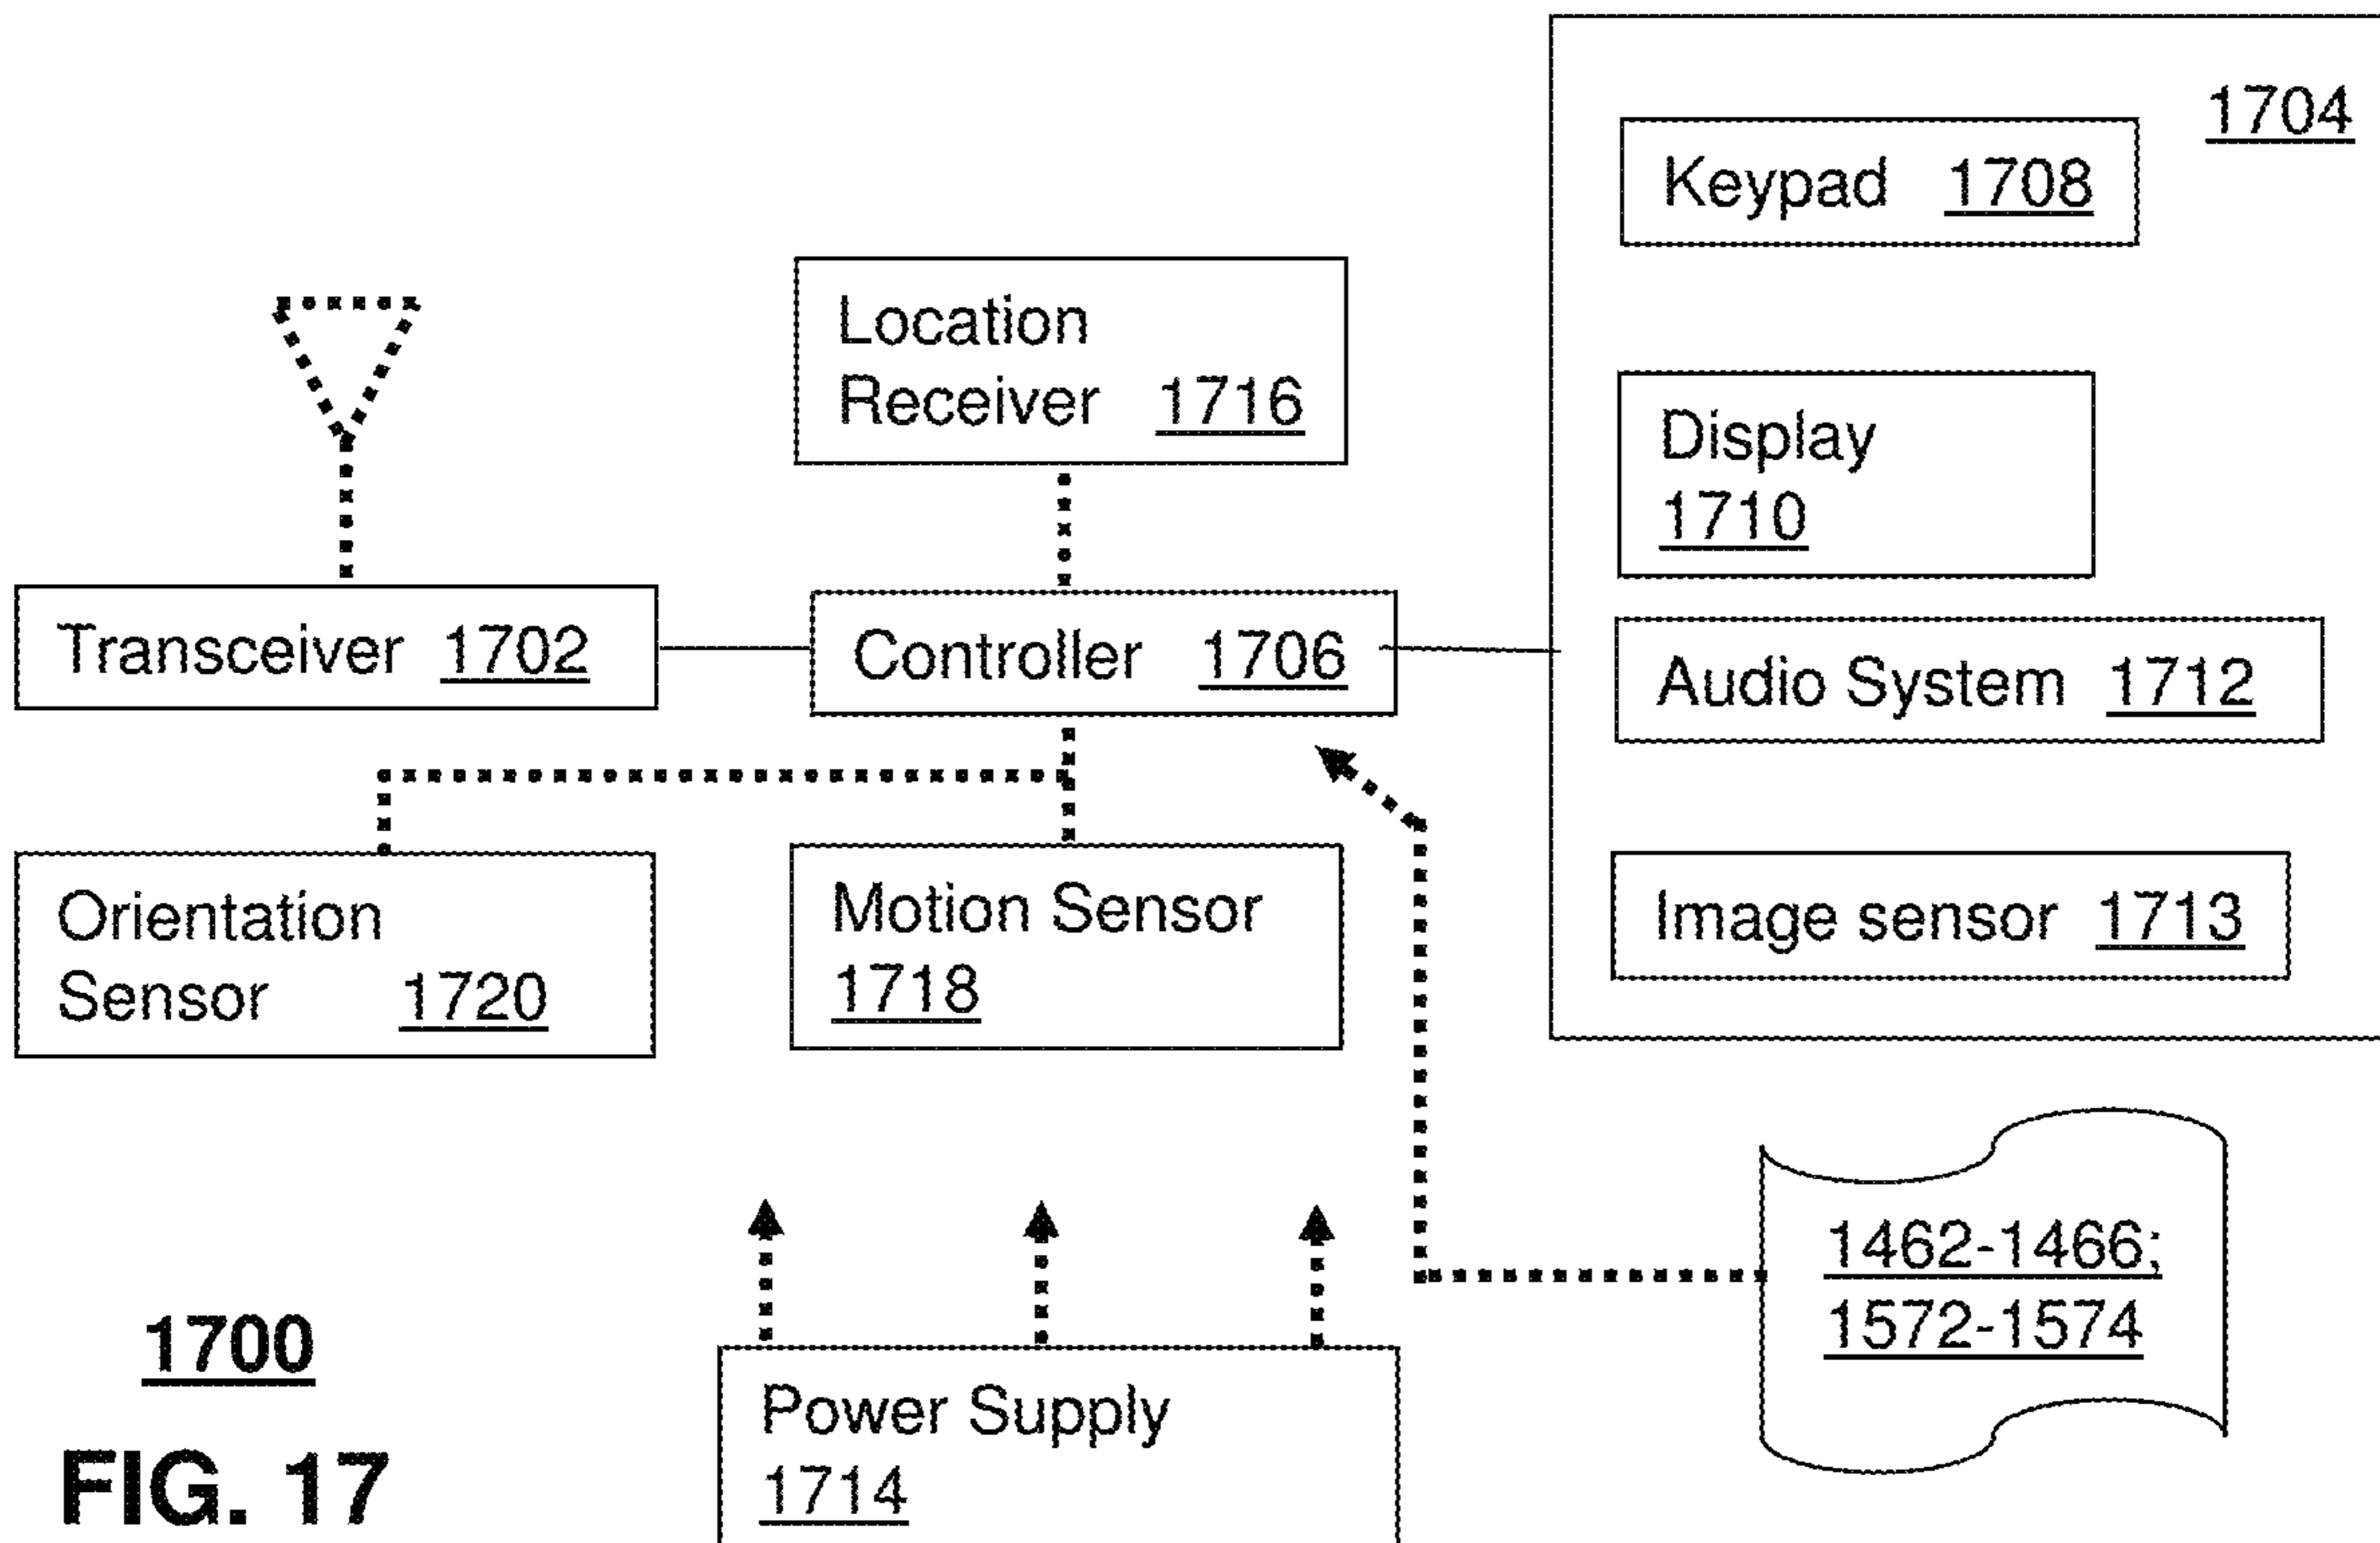 1704
Keypad 1708
Location
Receiver 1716
Display
1710
Transceiver 1702
Controller 1706
Audio System 1712
Orientation
Sensor 1720
Motion Sensor
1718
Image sensor 1713
1462-1466;
1572-1574
Power Supply
1714
1700
FIG. 17